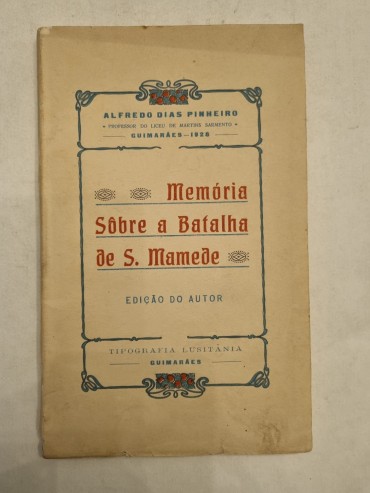 ALFREDO DIAS PINHEIRO
PROFESSOR DO LICEU DE MARTINS SARMENTO
GUIMARÃES—1928
Memória
Sôbre a Batalha
de S. Mamede
EDIÇÃO DO AUTOR
TIPOGRAFIA LUSITÂNIA
GUIMARÃES